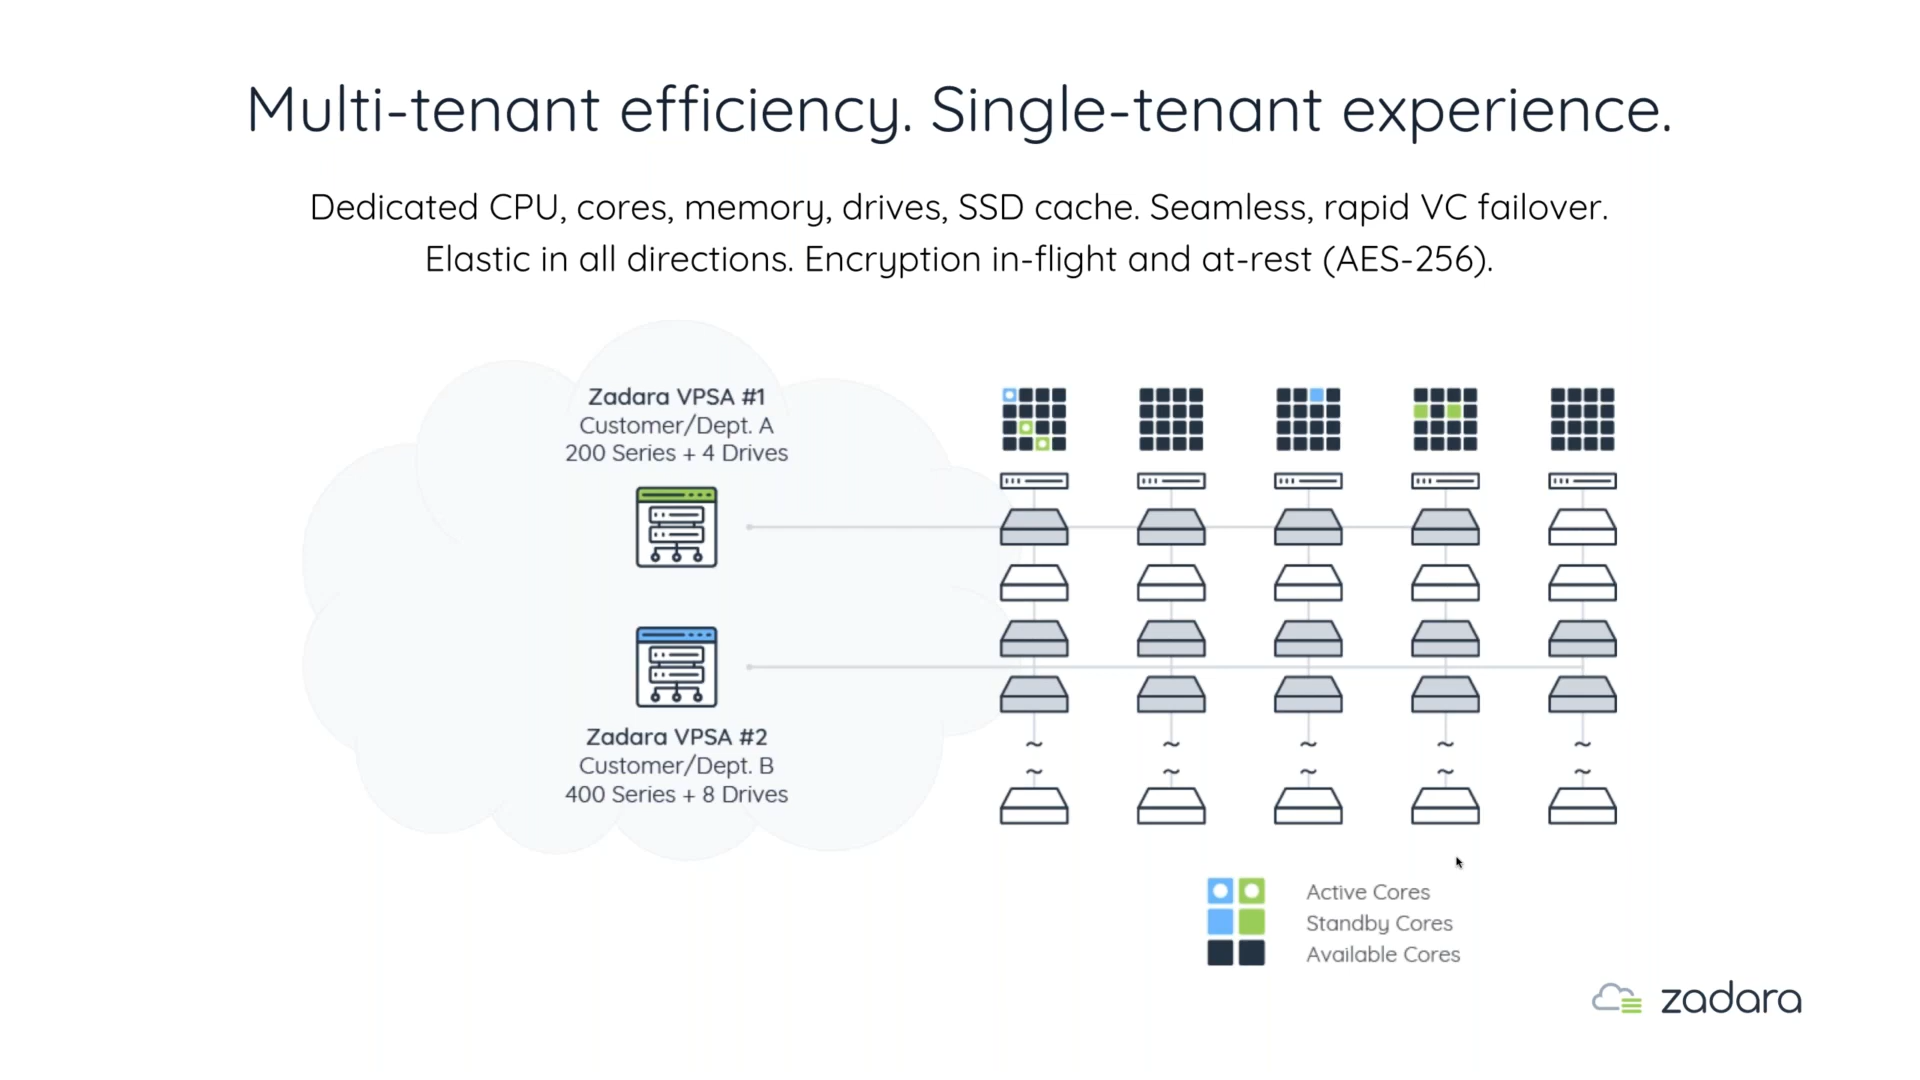 Multi-tenant efficiency. Single-tenant experience.
Dedicated CPU, cores, memory, drives, SSD cache. Seamless, rapid VC failover.
Elastic in all directions. Encryption in-flight and at-rest (AES-256).
Zadara VPSA #1
Customer/Dept. A
200 Series + 4 Drives
Zadara VPSA #2
Customer/Dept. B
400 Series + 8 Drives
~ ~ ~ ~ ~
~ ~ ~ ~ ~
Active Cores
Standby Cores
Available Cores
zadara